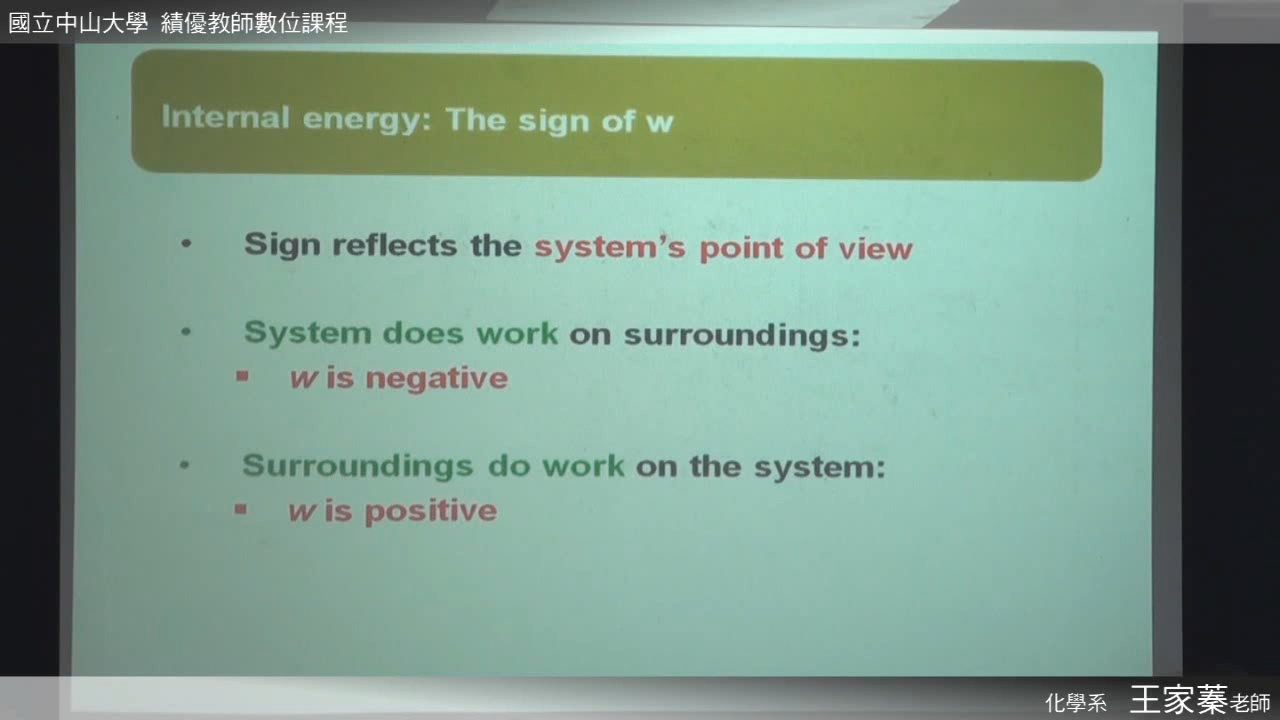 國立中山大學 績優教師數位課程
Internal energy: The sign of w
• Sign reflects the system's point of view
• System does work on surroundings:
▪ w is negative
• Surroundings do work on the system:
▪ w is positive
化學系 王家蓁老師